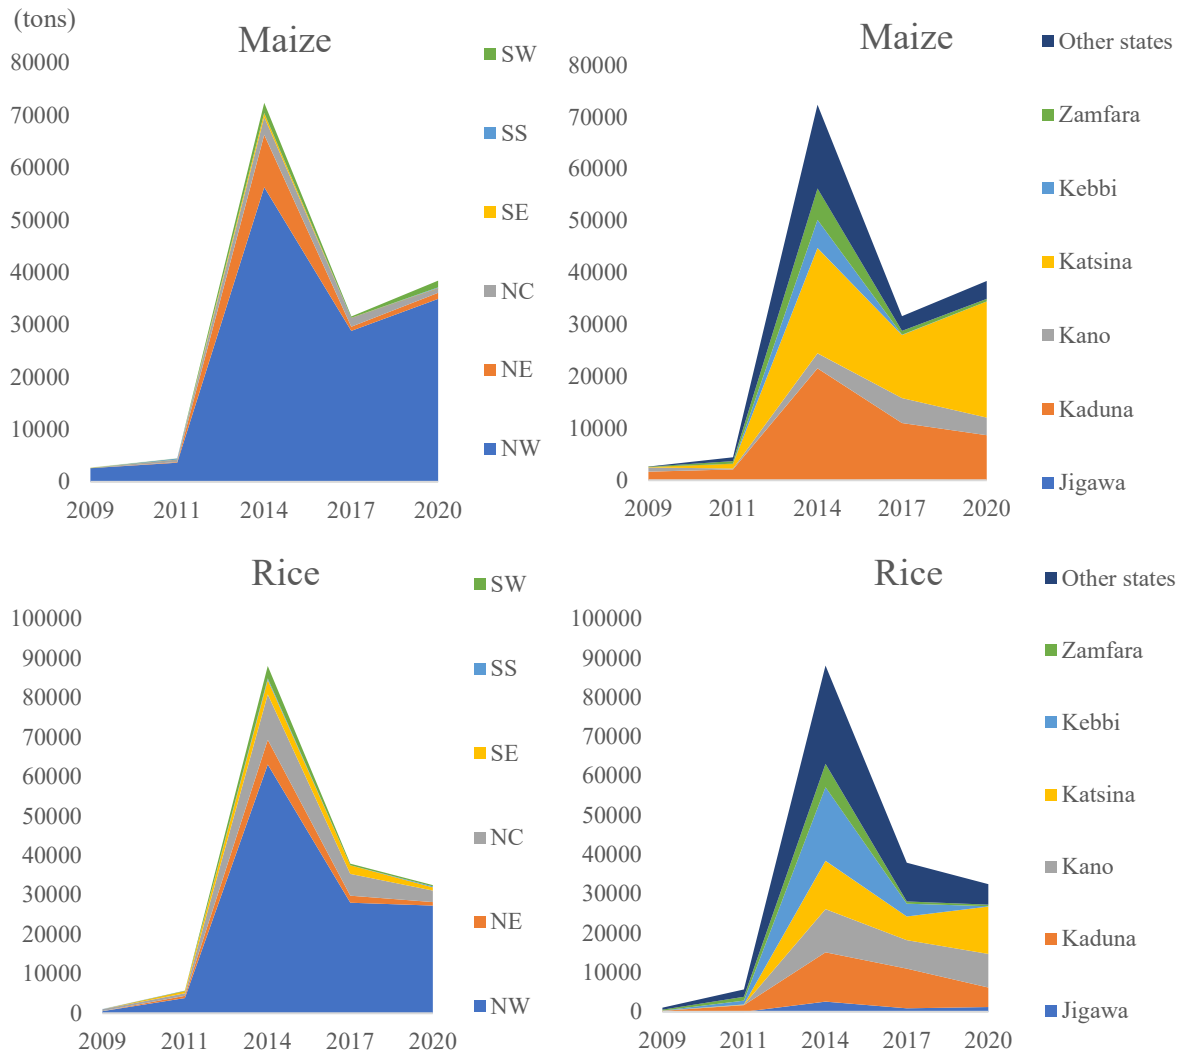 (tons)
Maize
80000
70000
60000
50000
40000
30000
20000
10000
0
2009 2011 2014 2017 2020
SW
SS
SE
NC
NE
NW
Maize
80000
70000
60000
50000
40000
30000
20000
10000
0
2009 2011 2014 2017 2020
Other states
Zamfara
Kebbi
Katsina
Kano
Kaduna
Jigawa
Rice
100000
90000
80000
70000
60000
50000
40000
30000
20000
10000
0
2009 2011 2014 2017 2020
SW
SS
SE
NC
NE
NW
Rice
100000
90000
80000
70000
60000
50000
40000
30000
20000
10000
0
2009 2011 2014 2017 2020
Other states
Zamfara
Kebbi
Katsina
Kano
Kaduna
Jigawa